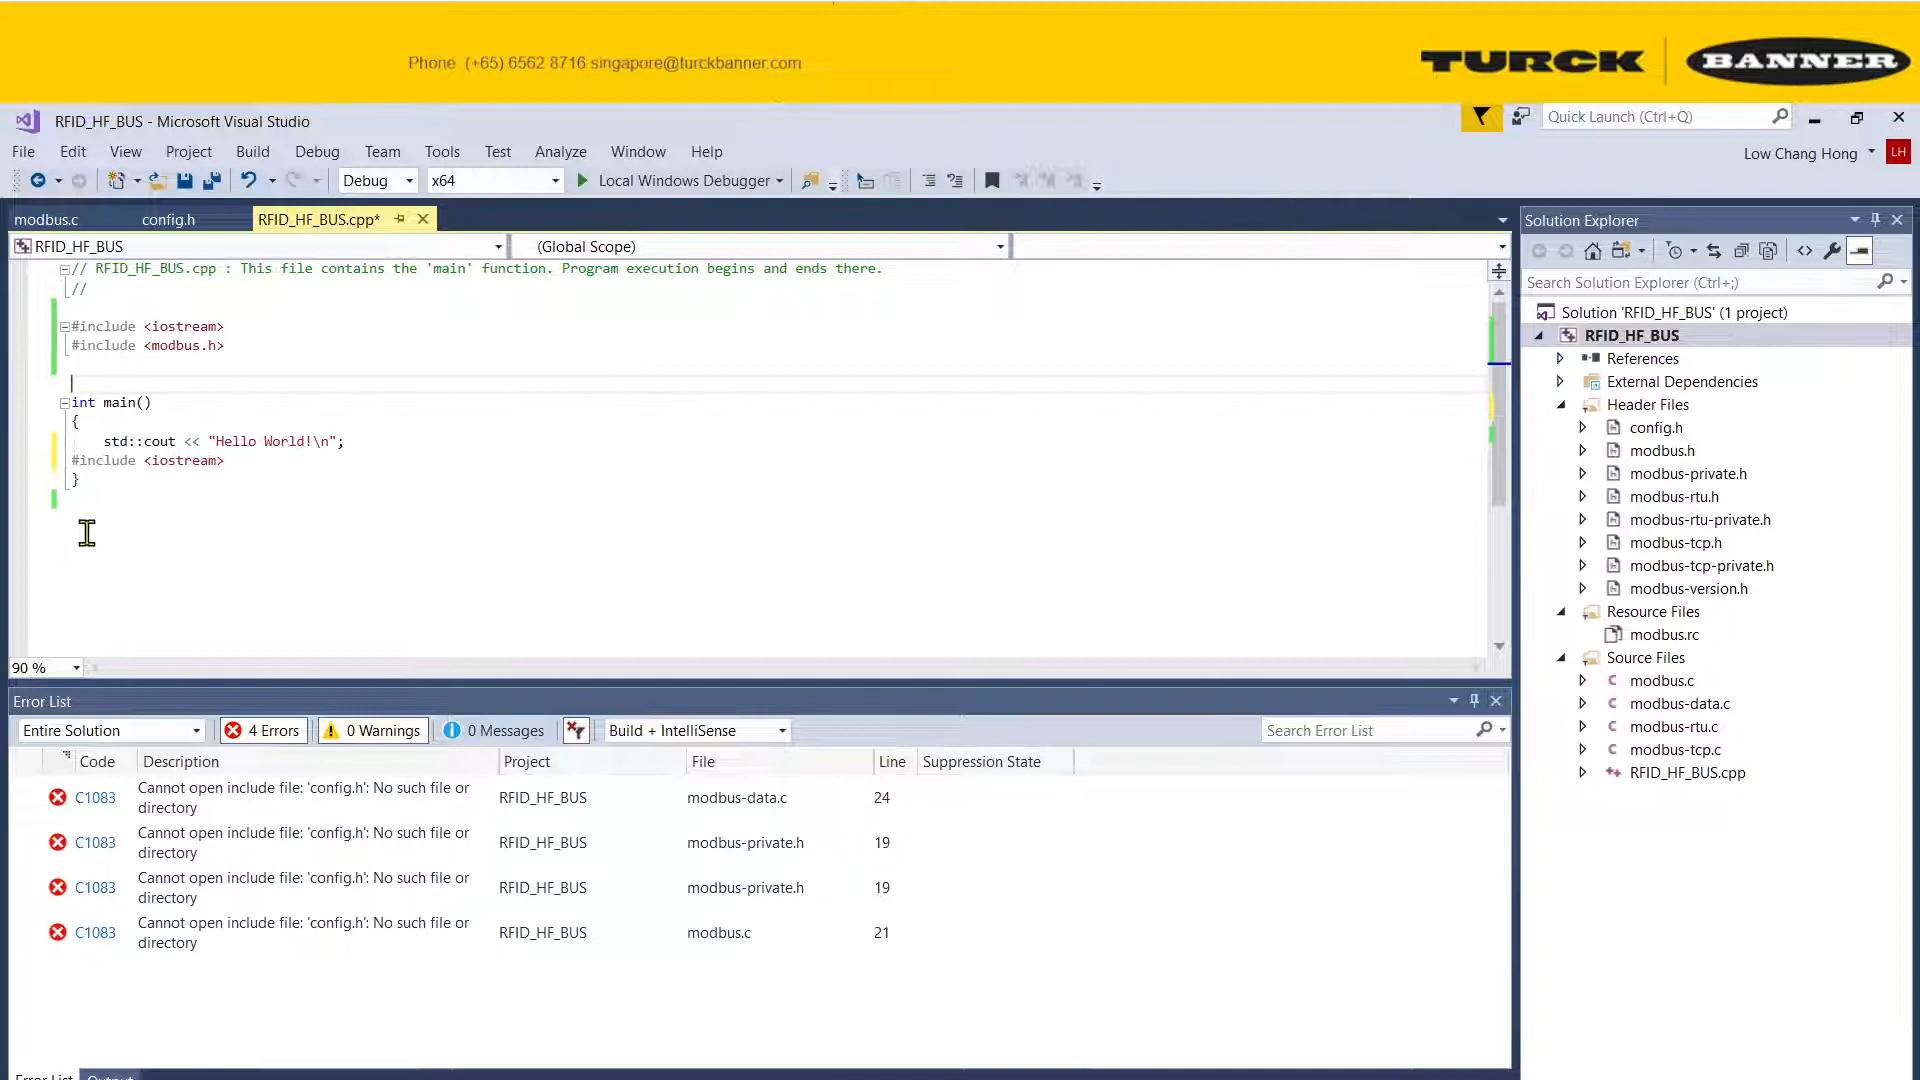 Phone (+65) 6562 8716 singapore@turckbanner.com
TURCK
BANNER
RFID_HF_BUS - Microsoft Visual Studio
Quick Launch (Ctrl+Q)
File Edit View Project Build Debug Team Tools Test Analyze Window Help
Low Chang Hong
LH
Debug
x64
Local Windows Debugger
modbus.c
config.h
RFID_HF_BUS.cpp*
RFID_HF_BUS
(Global Scope)
// RFID_HF_BUS.cpp : This file contains the 'main' function. Program execution begins and ends there.
//
#include <iostream>
#include <modbus.h>
int main()
{
std::cout << "Hello World!\n";
#include <iostream>
}
90 %
Solution Explorer
Search Solution Explorer (Ctrl+;)
Solution 'RFID_HF_BUS' (1 project)
RFID_HF_BUS
References
External Dependencies
Header Files
config.h
modbus.h
modbus-private.h
modbus-rtu.h
modbus-rtu-private.h
modbus-tcp.h
modbus-tcp-private.h
modbus-version.h
Resource Files
modbus.rc
Source Files
modbus.c
modbus-data.c
modbus-rtu.c
modbus-tcp.c
RFID_HF_BUS.cpp
Error List
Entire Solution
4 Errors
0 Warnings
0 Messages
Build + IntelliSense
Search Error List
Code Description Project File Line Suppression State
C1083 Cannot open include file: 'config.h': No such file or directory RFID_HF_BUS modbus-data.c 24
C1083 Cannot open include file: 'config.h': No such file or directory RFID_HF_BUS modbus-private.h 19
C1083 Cannot open include file: 'config.h': No such file or directory RFID_HF_BUS modbus-private.h 19
C1083 Cannot open include file: 'config.h': No such file or directory RFID_HF_BUS modbus.c 21
Error List
Output